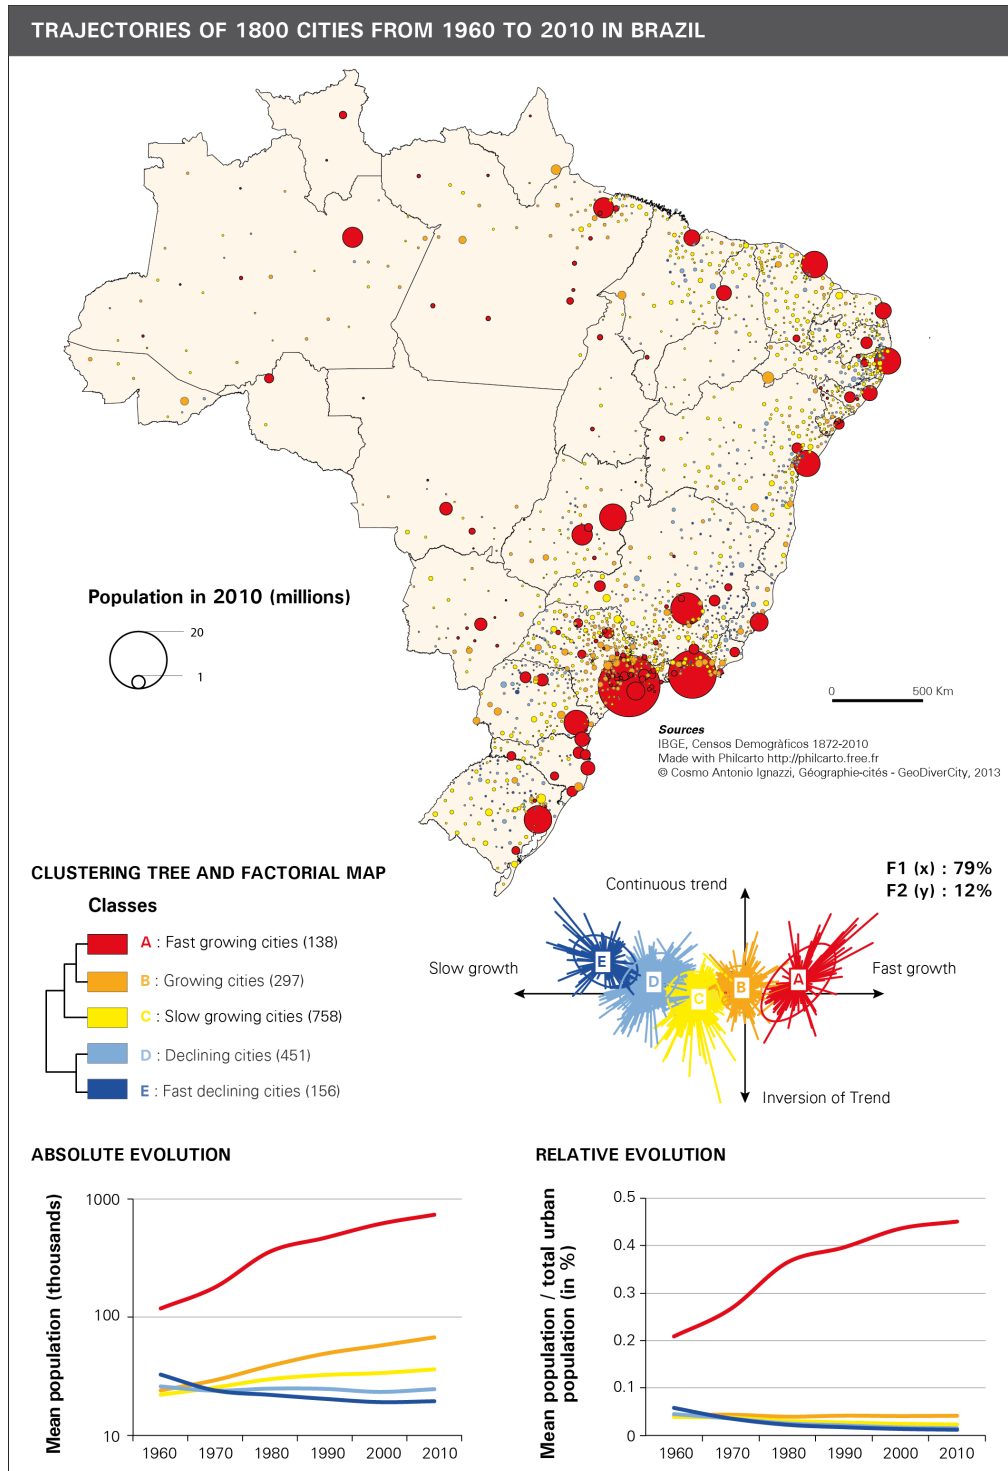 TRAJECTORIES OF 1800 CITIES FROM 1960 TO 2010 IN BRAZIL
Population in 2010 (millions)
20
1
0 500 Km
Sources
IBGE, Censos Demogràficos 1872-2010
Made with Philcarto http://philcarto.free.fr
© Cosmo Antonio Ignazzi, Géographie-cités - GeoDiverCity, 2013
CLUSTERING TREE AND FACTORIAL MAP
Classes
A : Fast growing cities (138)
B : Growing cities (297)
C : Slow growing cities (758)
D : Declining cities (451)
E : Fast declining cities (156)
F1 (x) : 79%
F2 (y) : 12%
Continuous trend
Slow growth
Fast growth
E
D
C
B
A
Inversion of Trend
ABSOLUTE EVOLUTION
Mean population (thousands)
1000
100
10
1960 1970 1980 1990 2000 2010
RELATIVE EVOLUTION
Mean population / total urban
population (in %)
0.5
0.4
0.3
0.2
0.1
0
1960 1970 1980 1990 2000 2010